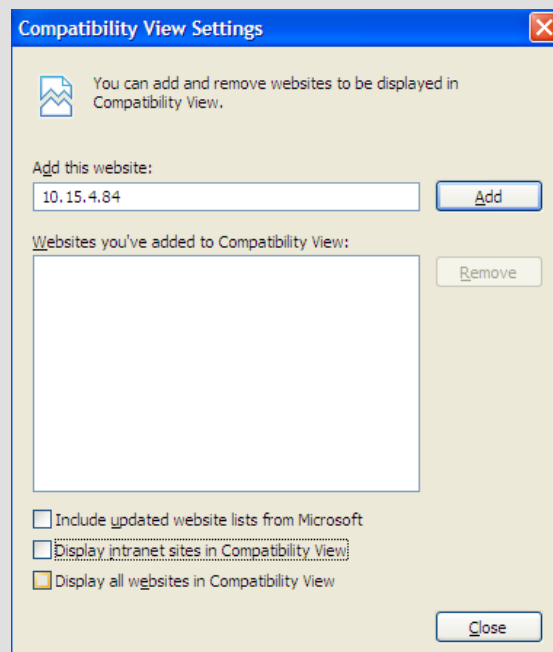 Compatibility View Settings
You can add and remove websites to be displayed in
Compatibility View.
Add this website:
10.15.4.84
Add
Websites you've added to Compatibility View:
Remove
Include updated website lists from Microsoft
Display intranet sites in Compatibility View
Display all websites in Compatibility View
Close